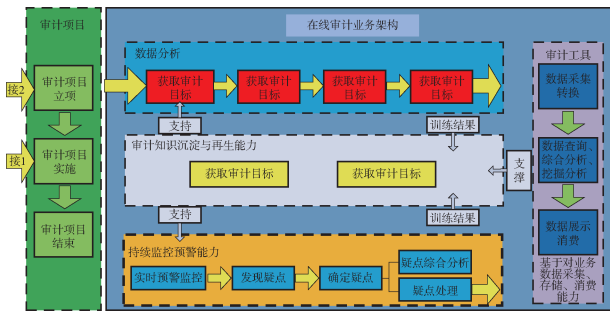 审计项目
接2
审计项目
立项
接1
审计项目
实施
审计项目
结束
在线审计业务架构
数据分析
获取审计
目标
获取审计
目标
获取审计
目标
获取审计
目标
支持
训练结果
审计知识沉淀与再生能力
获取审计目标
获取审计目标
支撑
支持
训练结果
持续监控预警能力
实时预警监控
发现疑点
确定疑点
疑点综合分析
疑点处理
审计工具
数据采集
转换
数据查询、
综合分析、
挖掘分析
数据展示
消费
基于对业务
数据采集、
存储、消费
能力